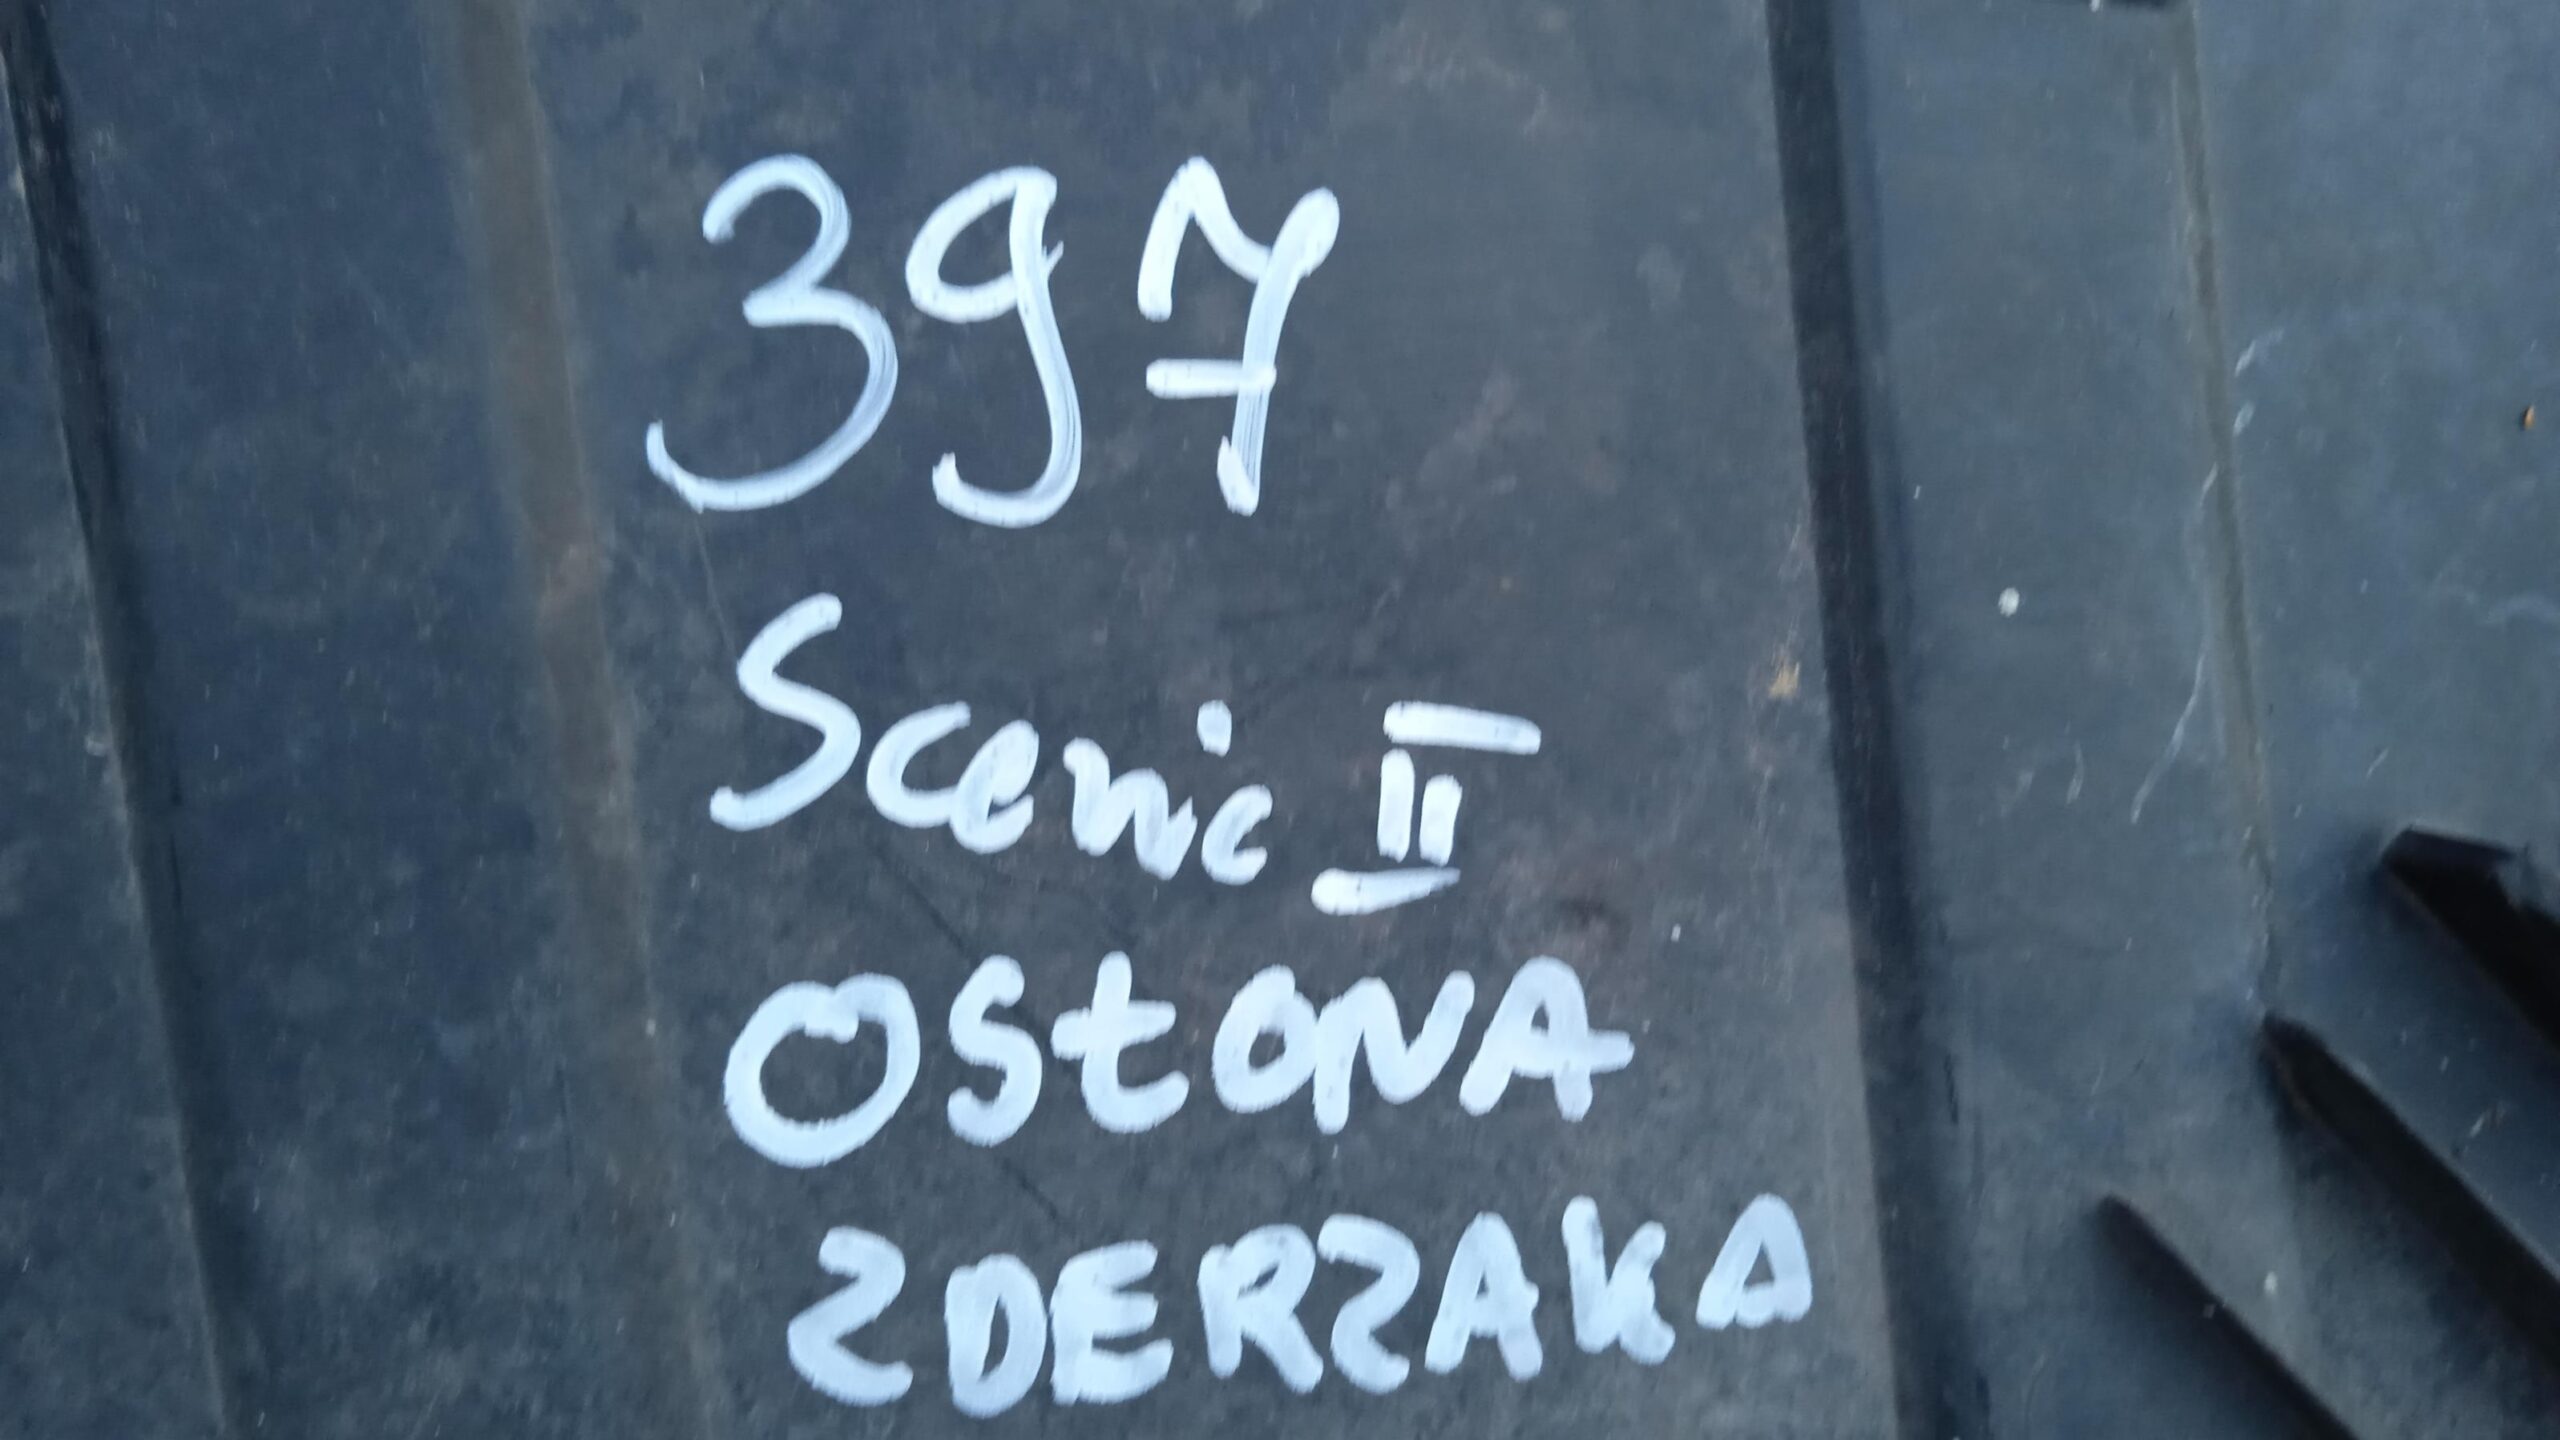 397
Scenic II
OSŁONA
ZDERZAKA